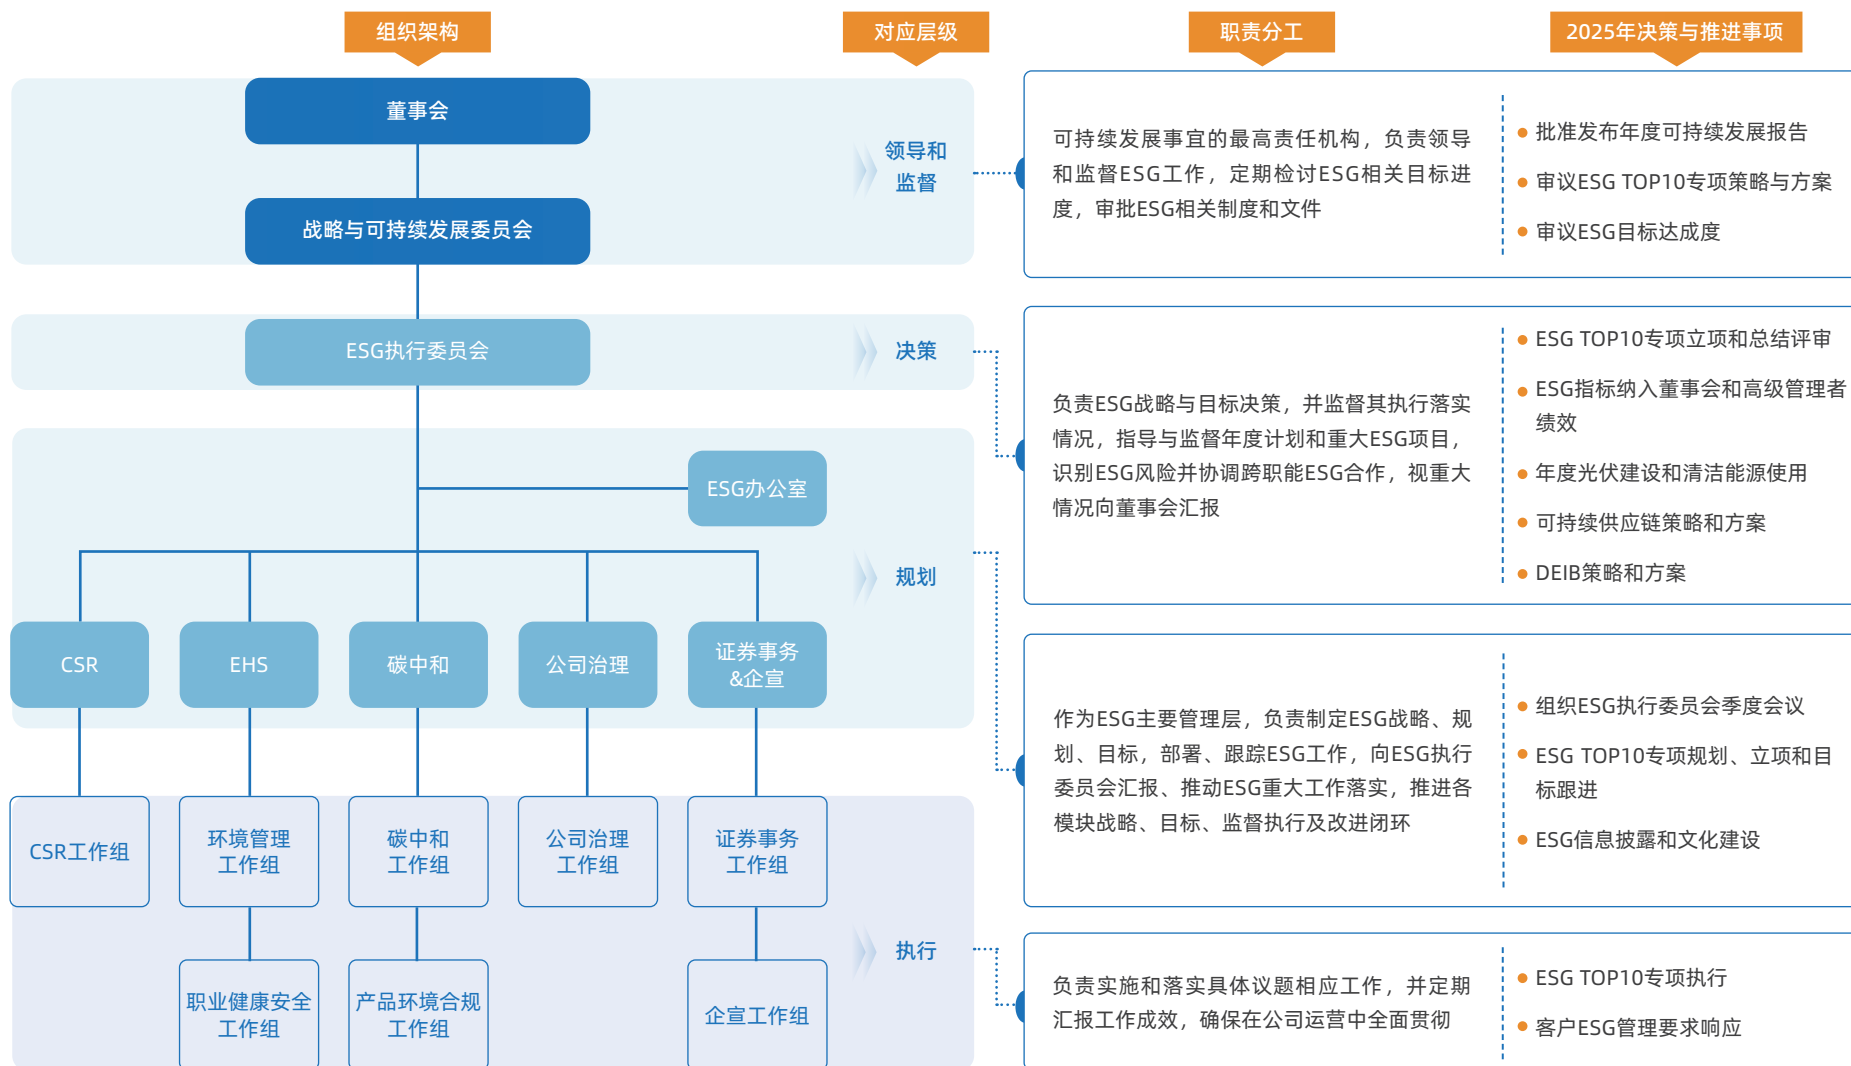 组织架构
对应层级
职责分工
2025年决策与推进事项
董事会
战略与可持续发展委员会
领导和
监督
可持续发展事宜的最高责任机构，负责领导
和监督ESG工作，定期检讨ESG相关目标进
度，审批ESG相关制度和文件
批准发布年度可持续发展报告
审议ESG TOP10专项策略与方案
审议ESG目标达成度
ESG执行委员会
决策
负责ESG战略与目标决策，并监督其执行落实
情况，指导与监督年度计划和重大ESG项目，
识别ESG风险并协调跨职能ESG合作，视重大
情况向董事会汇报
ESG TOP10专项立项和总结评审
ESG指标纳入董事会和高级管理者
绩效
年度光伏建设和清洁能源使用
可持续供应链策略和方案
DEIB策略和方案
ESG办公室
规划
CSR
EHS
碳中和
公司治理
证券事务
&企宣
作为ESG主要管理层，负责制定ESG战略、规
划、目标，部署、跟踪ESG工作，向ESG执行
委员会汇报、推动ESG重大工作落实，推进各
模块战略、目标、监督执行及改进闭环
组织ESG执行委员会季度会议
ESG TOP10专项规划、立项和目
标跟进
ESG信息披露和文化建设
CSR工作组
环境管理
工作组
碳中和
工作组
公司治理
工作组
证券事务
工作组
执行
职业健康安全
工作组
产品环境合规
工作组
企宣工作组
负责实施和落实具体议题相应工作，并定期
汇报工作成效，确保在公司运营中全面贯彻
ESG TOP10专项执行
客户ESG管理要求响应